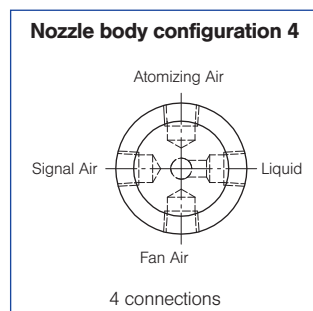 Nozzle body configuration 4
Atomizing Air
Signal Air
Liquid
Fan Air
4 connections